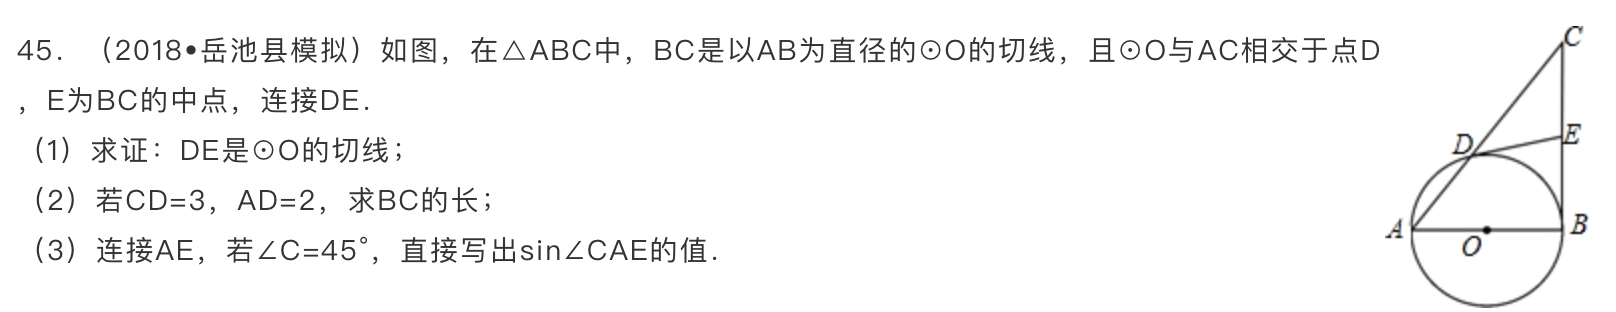 45. （2018•岳池县模拟）如图，在△ABC中，BC是以AB为直径的⊙O的切线，且⊙O与AC相交于点D
，E为BC的中点，连接DE.
（1）求证：DE是⊙O的切线；
（2）若CD=3，AD=2，求BC的长；
（3）连接AE，若∠C=45°，直接写出sin∠CAE的值.
C
E
D
A
O
B